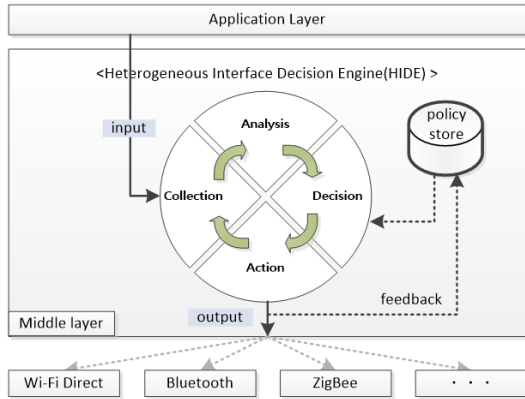 Application Layer
<Heterogeneous Interface Decision Engine(HIDE) >
input
Analysis
policy
store
Collection
Decision
Action
output
feedback
Middle layer
Wi-Fi Direct
Bluetooth
ZigBee
· · ·